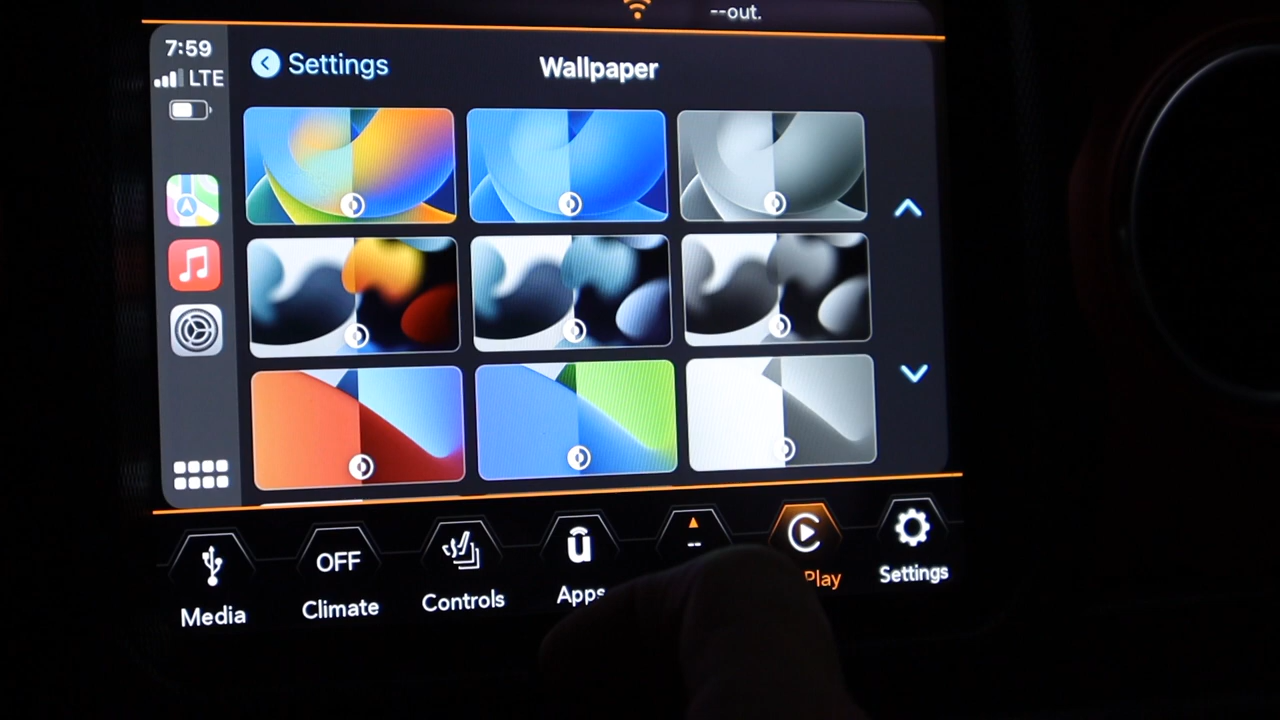 --out.
7:59
LTE
Settings
Wallpaper
OFF
û
--
Media
Climate
Controls
Apps
Play
Settings